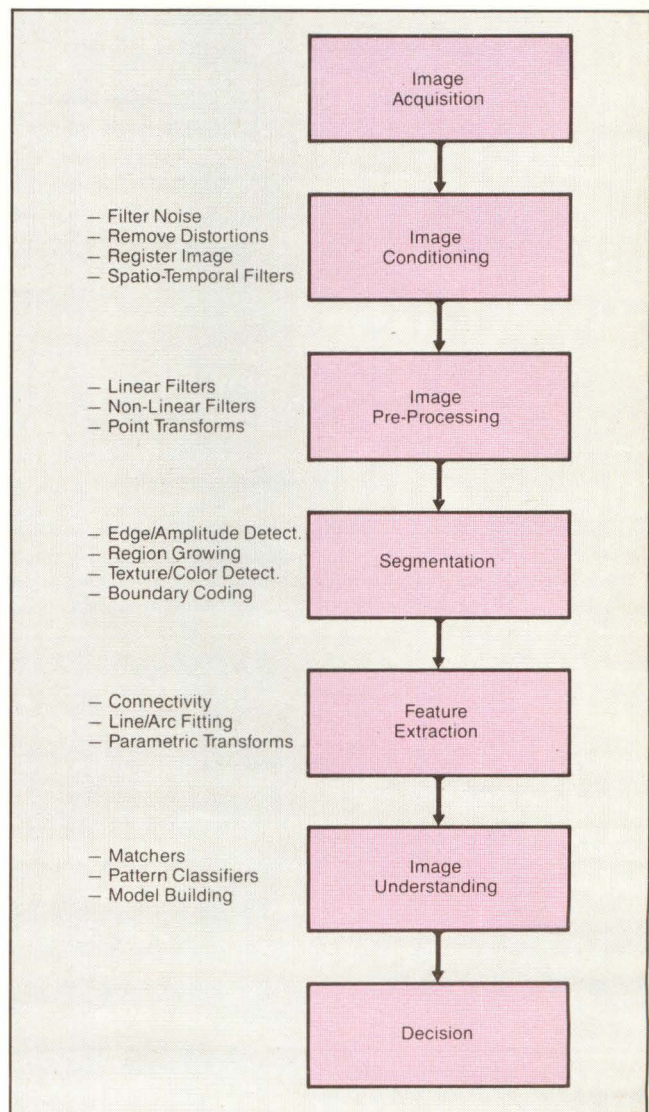 Image
Acquisition
— Filter Noise
— Remove Distortions
— Register Image
— Spatio-Temporal Filters
Image
Conditioning
— Linear Filters
— Non-Linear Filters
— Point Transforms
Image
Pre-Processing
— Edge/Amplitude Detect.
— Region Growing
— Texture/Color Detect.
— Boundary Coding
Segmentation
— Connectivity
— Line/Arc Fitting
— Parametric Transforms
Feature
Extraction
— Matchers
— Pattern Classifiers
— Model Building
Image
Understanding
Decision